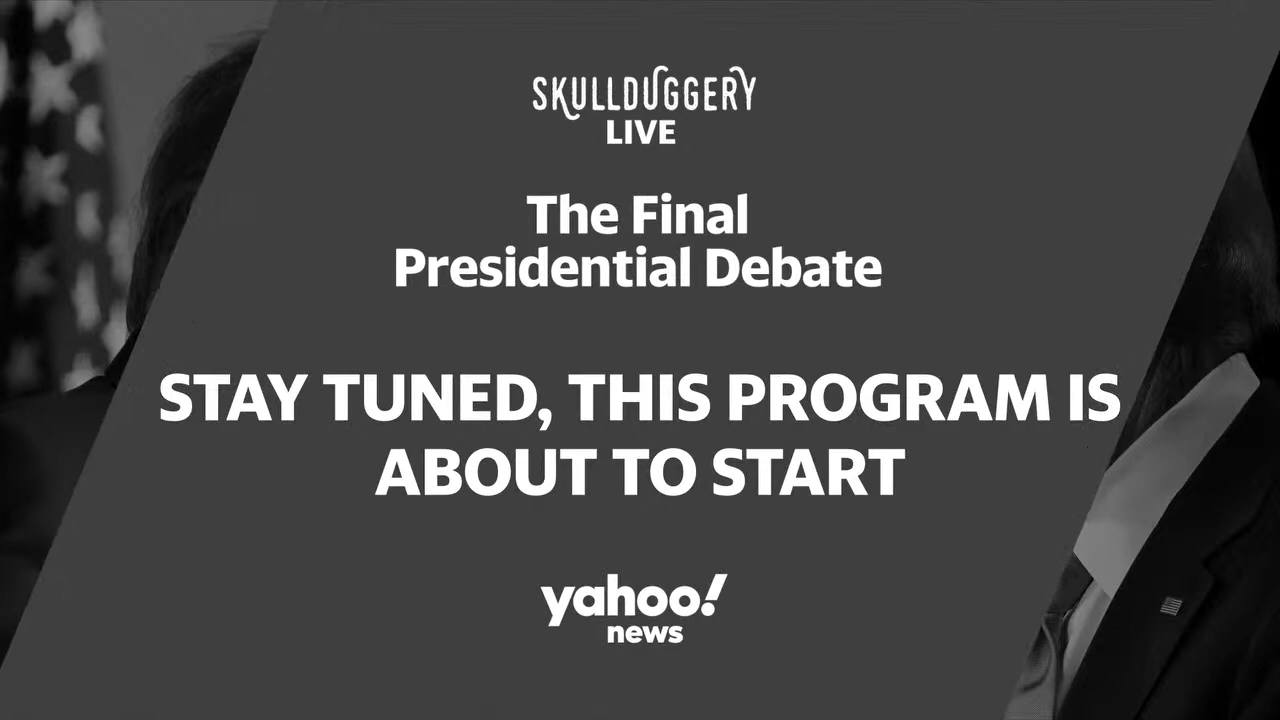 SKULLDUGGERY
LIVE
The Final
Presidential Debate
STAY TUNED, THIS PROGRAM IS
ABOUT TO START
yahoo!
news